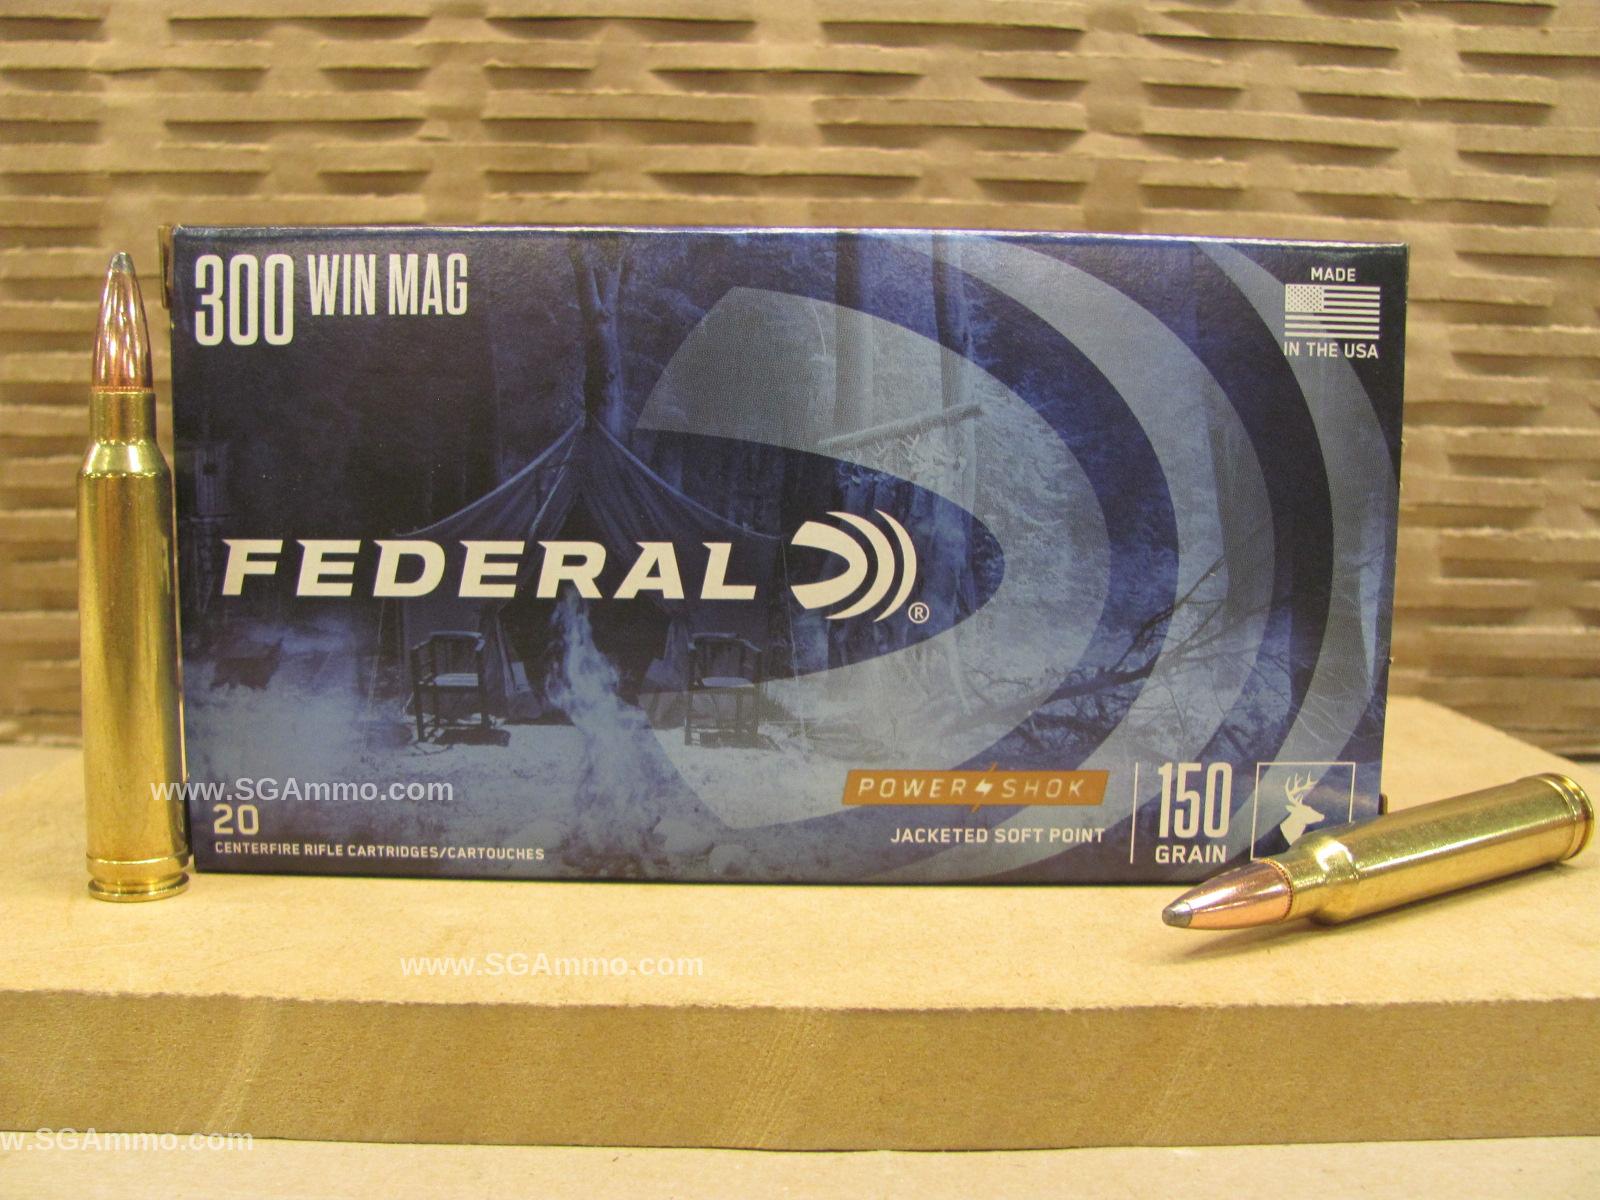 300 WIN MAG
MADE
IN THE USA
FEDERAL ®
www.SGAmmo.com
20
CENTERFIRE RIFLE CARTRIDGES/CARTOUCHES
POWER SHOK
JACKETED SOFT POINT
150
GRAIN
www.SGAmmo.com
w.SGAmmo.com